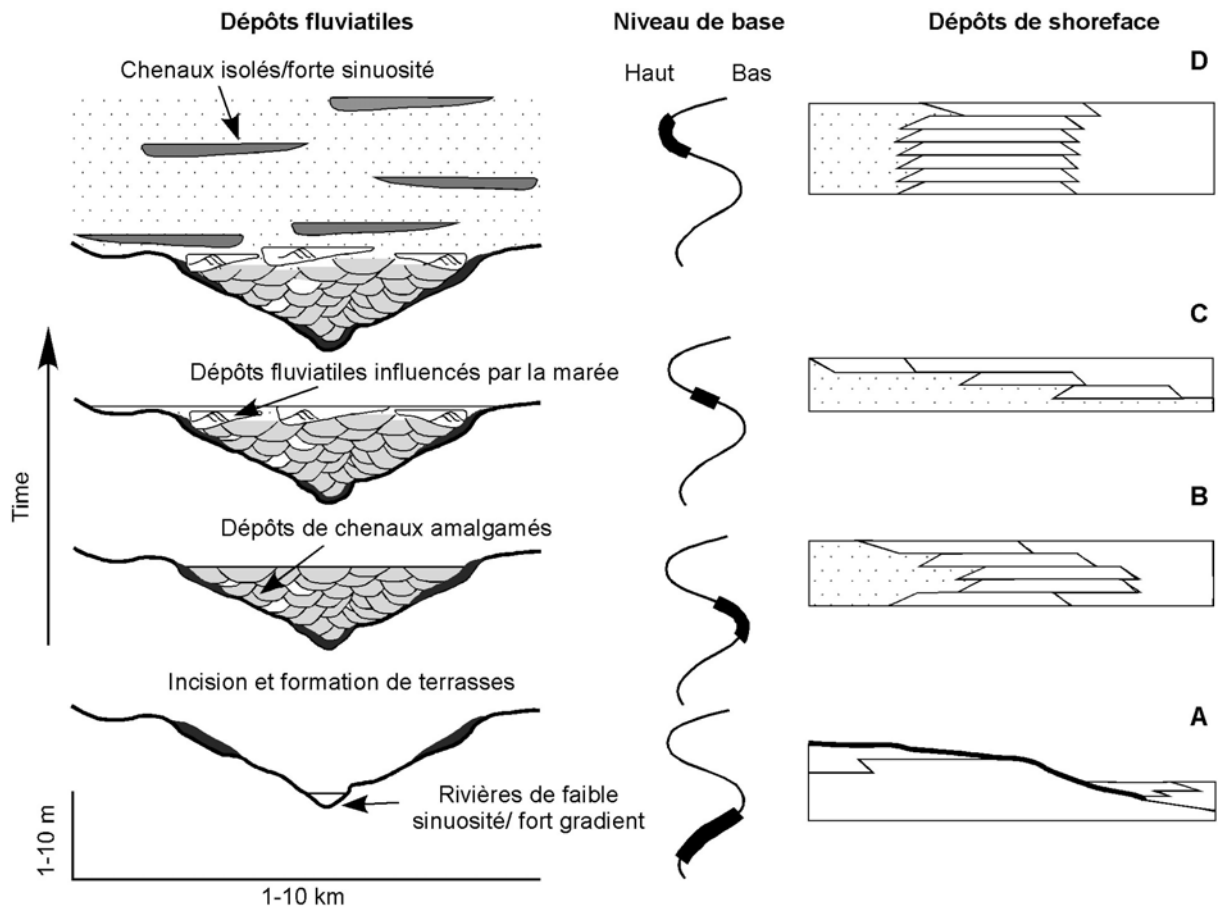 Dépôts fluviatiles
Niveau de base
Dépôts de shoreface
Chenaux isolés/forte sinuosité
Haut
Bas
D
C
Dépôts fluviatiles influencés par la marée
B
Dépôts de chenaux amalgamés
Time
Incision et formation de terrasses
A
Rivières de faible
sinuosité/ fort gradient
1-10 m
1-10 km